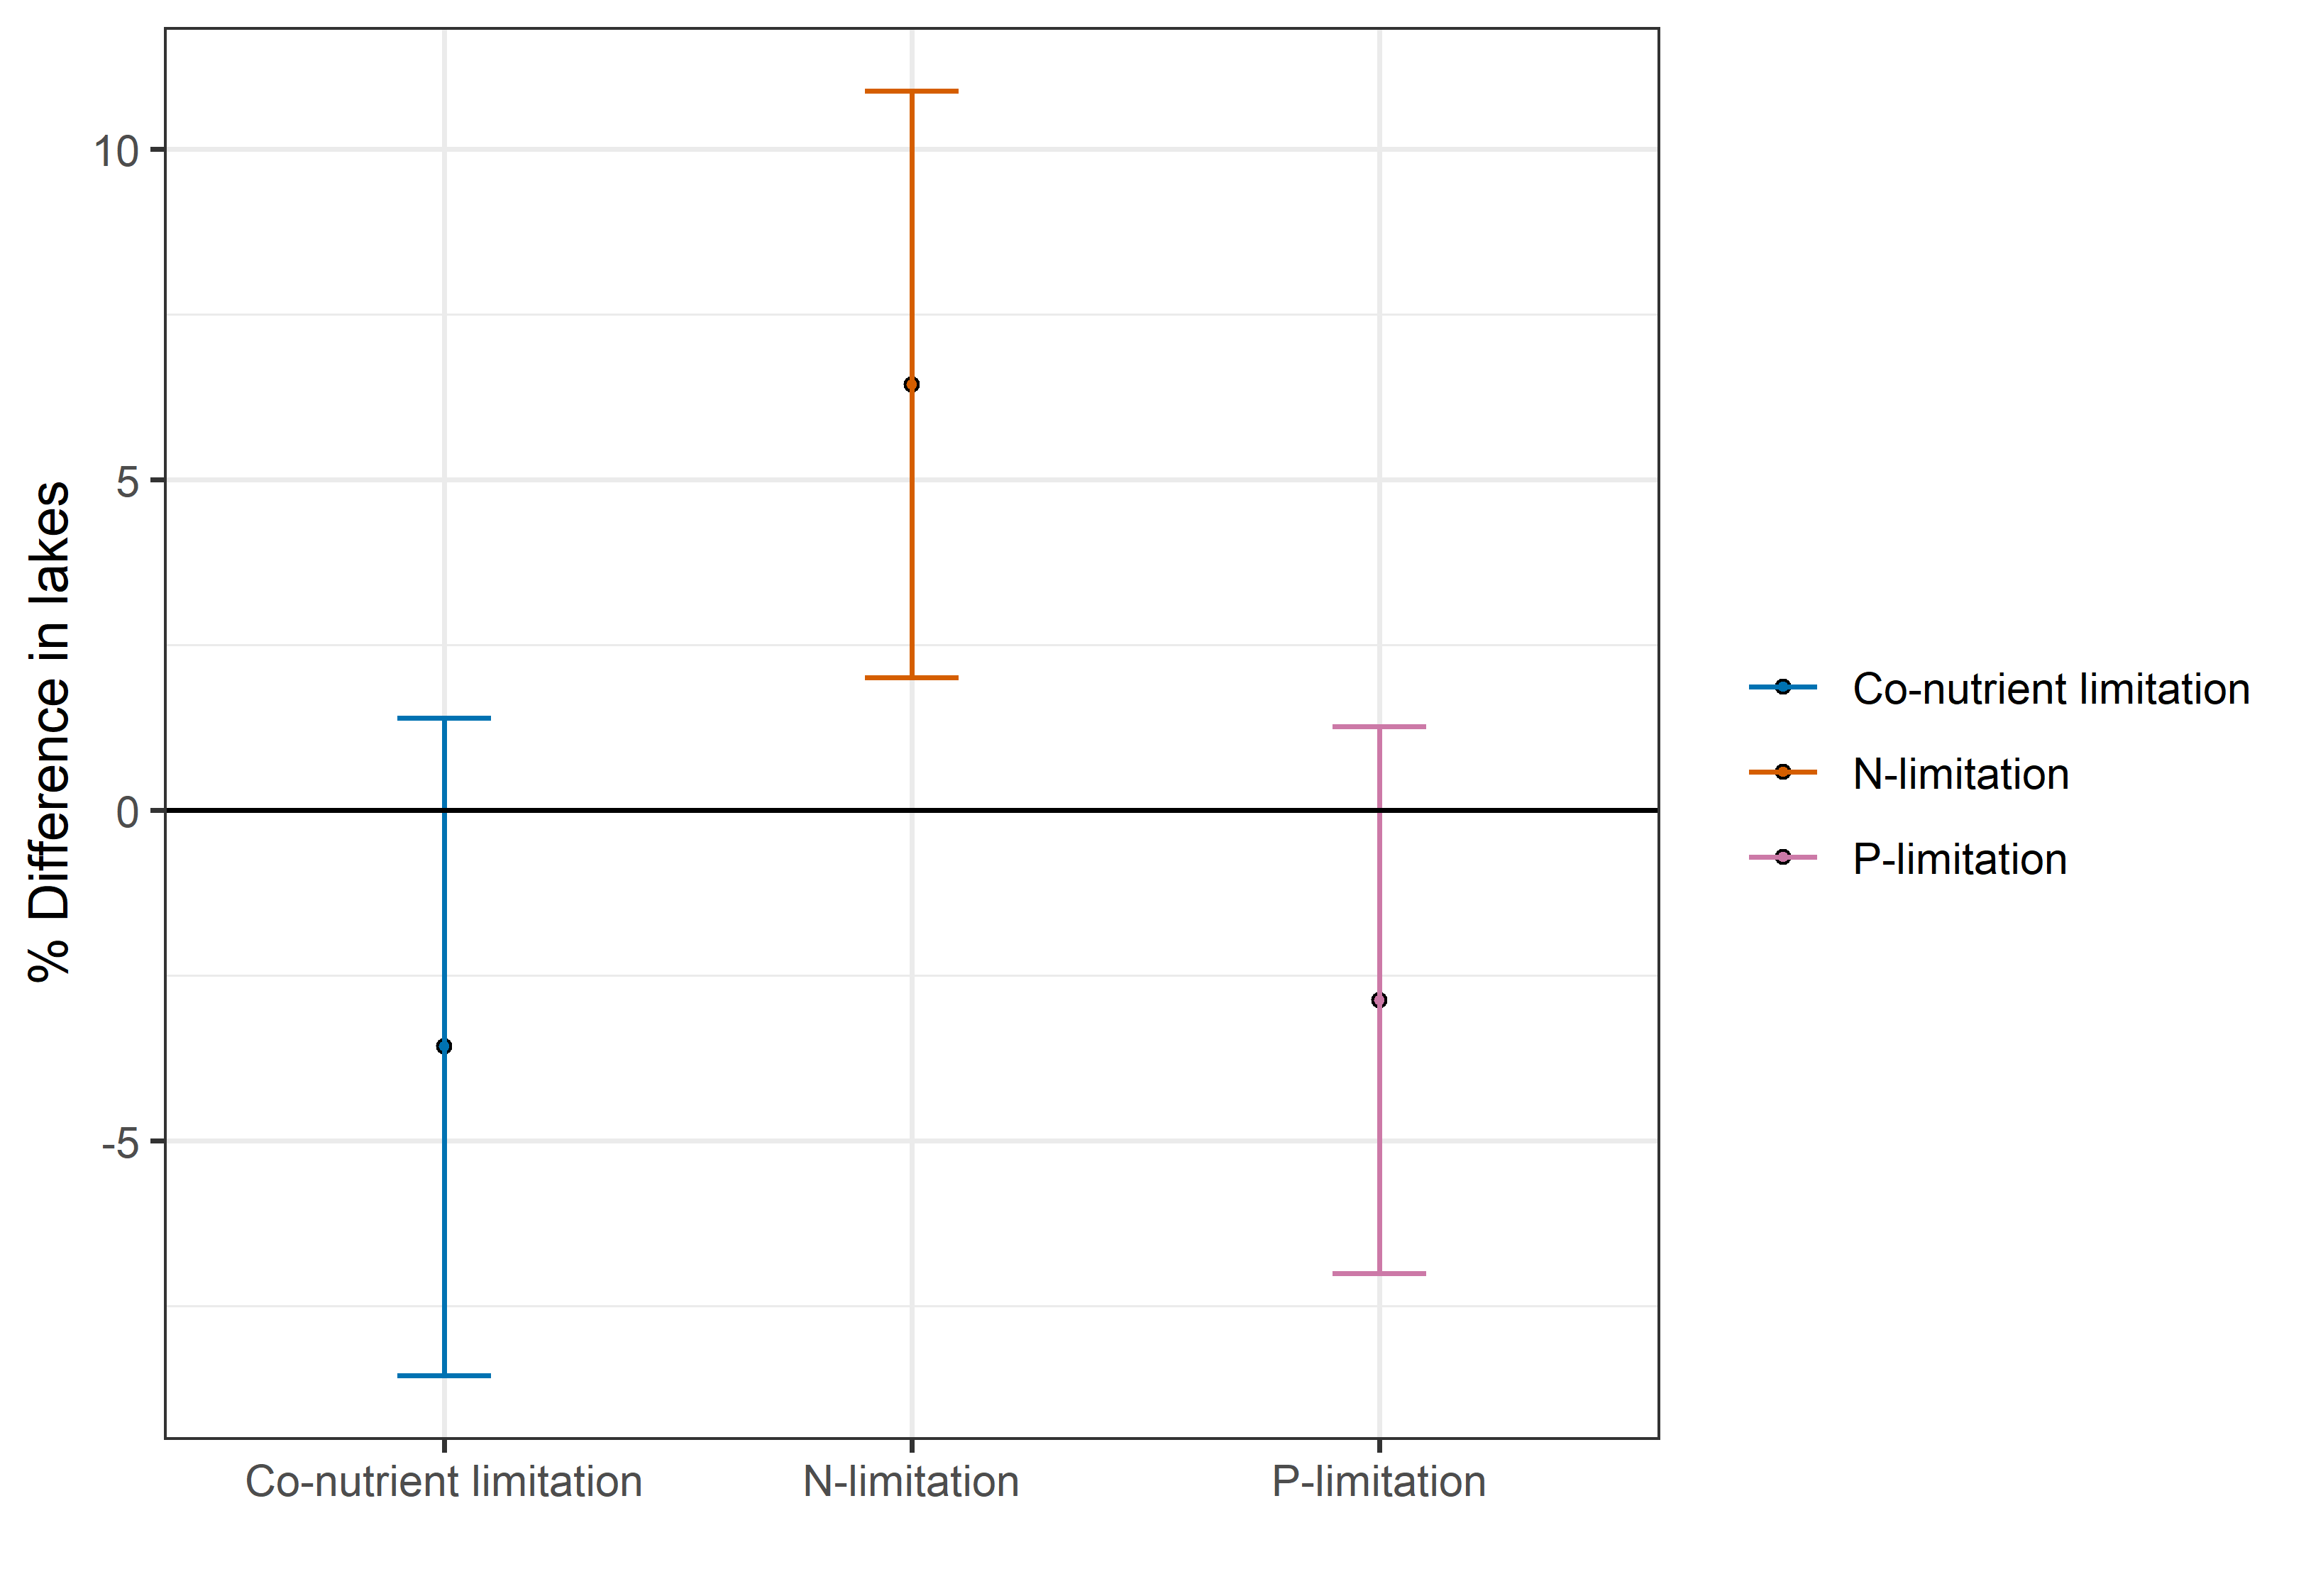 % Difference in lakes
10
5
0
-5
Co-nutrient limitation
N-limitation
P-limitation
Co-nutrient limitation
N-limitation
P-limitation